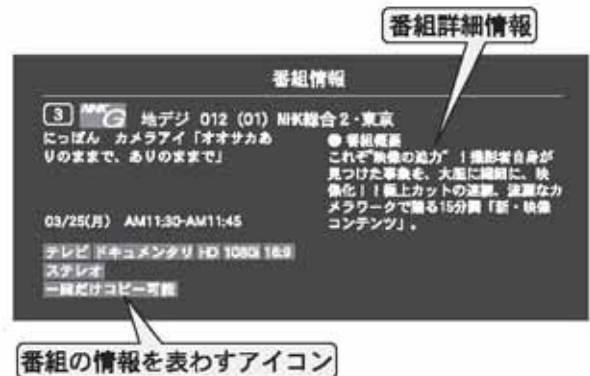 番組詳細情報
番組情報
3 NHK G 地デジ 012 (01) NHK総合2・東京
にっぽん カメラアイ「オオサカあ
りのままで、ありのままで」
03/25(月) AM11:30-AM11:45
● 番組概要
これぞ"映像の迫力"!撮影者自身が
見つけた事象を、大胆に繊細に、映
像化!!極上カットの連続、流麗なカ
メラワークで贈る15分間「新・映像
コンテンツ」。
テレビ ドキュメンタリ HD 1080i 16:9
ステレオ
一回だけコピー可能
番組の情報を表わすアイコン